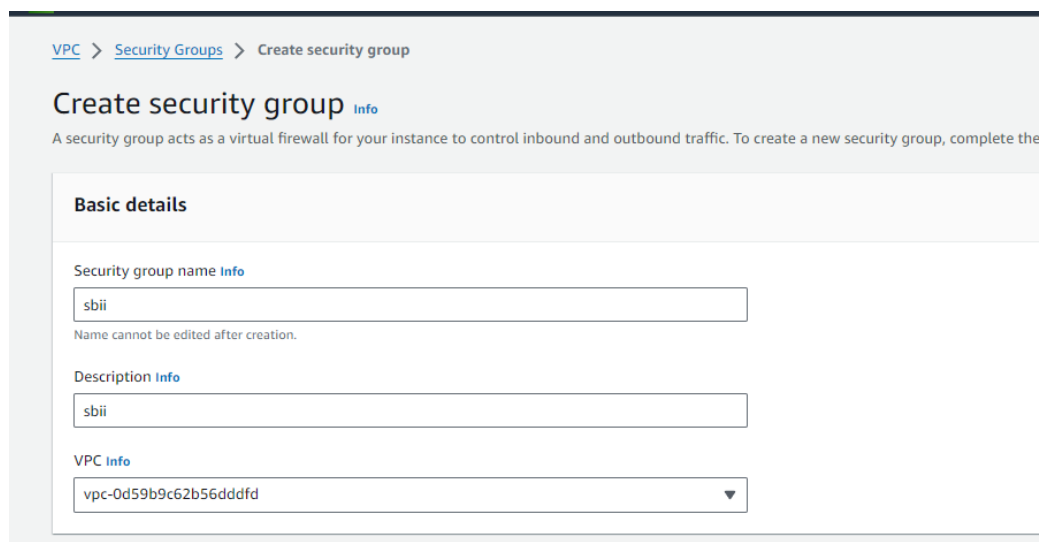 VPC > Security Groups > Create security group
Create security group Info
A security group acts as a virtual firewall for your instance to control inbound and outbound traffic. To create a new security group, complete the
Basic details
Security group name Info
sbii
Name cannot be edited after creation.
Description Info
sbii
VPC Info
vpc-0d59b9c62b56dddfd